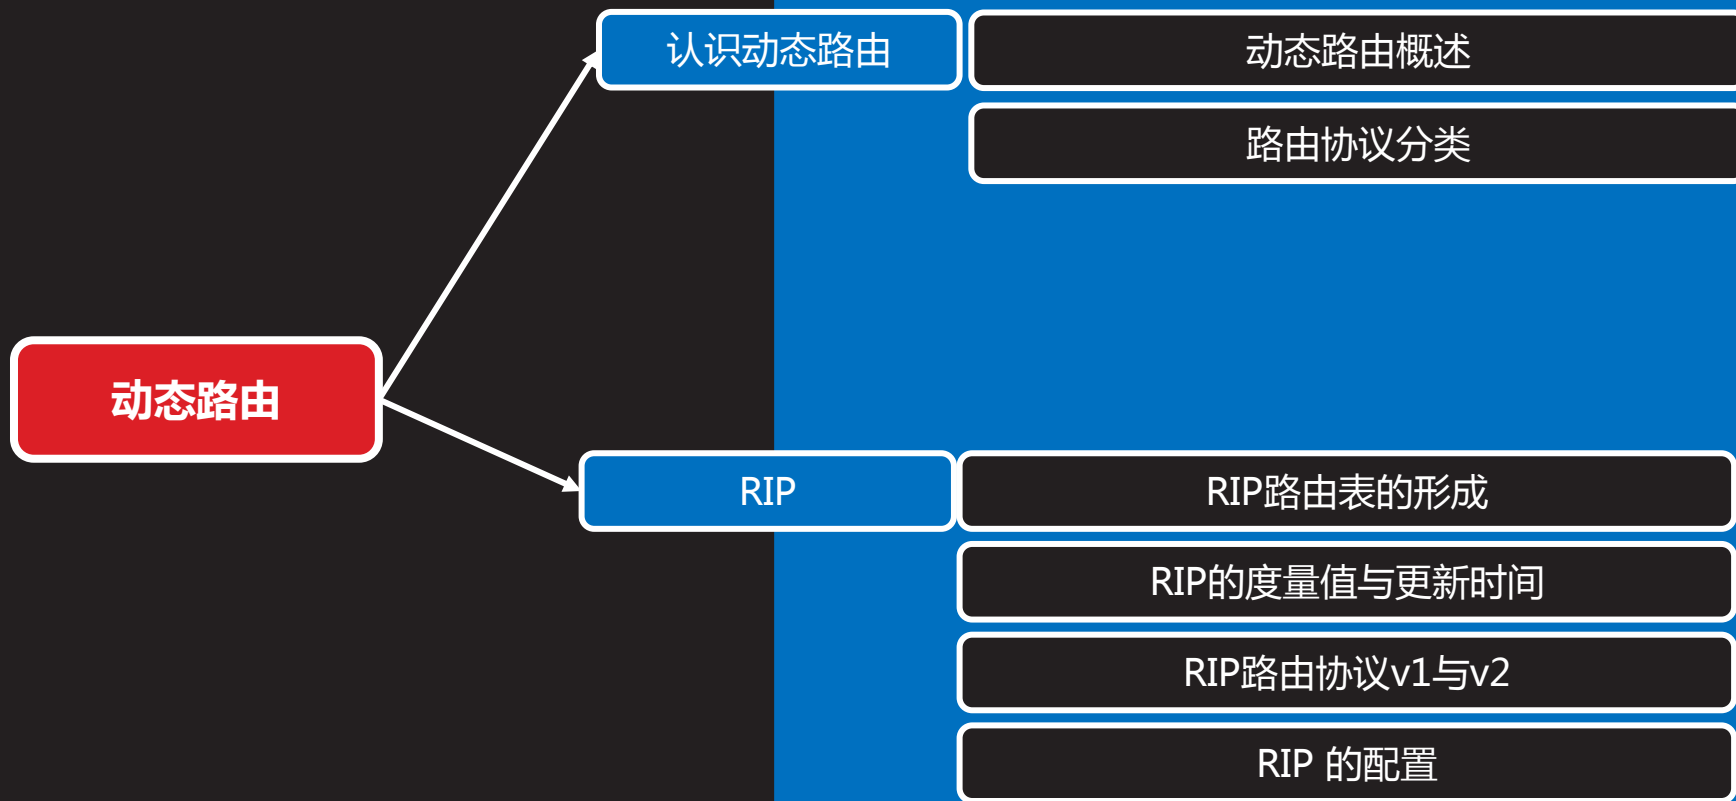 认识动态路由
动态路由概述
路由协议分类
动态路由
RIP
RIP路由表的形成
RIP的度量值与更新时间
RIP路由协议v1与v2
RIP 的配置